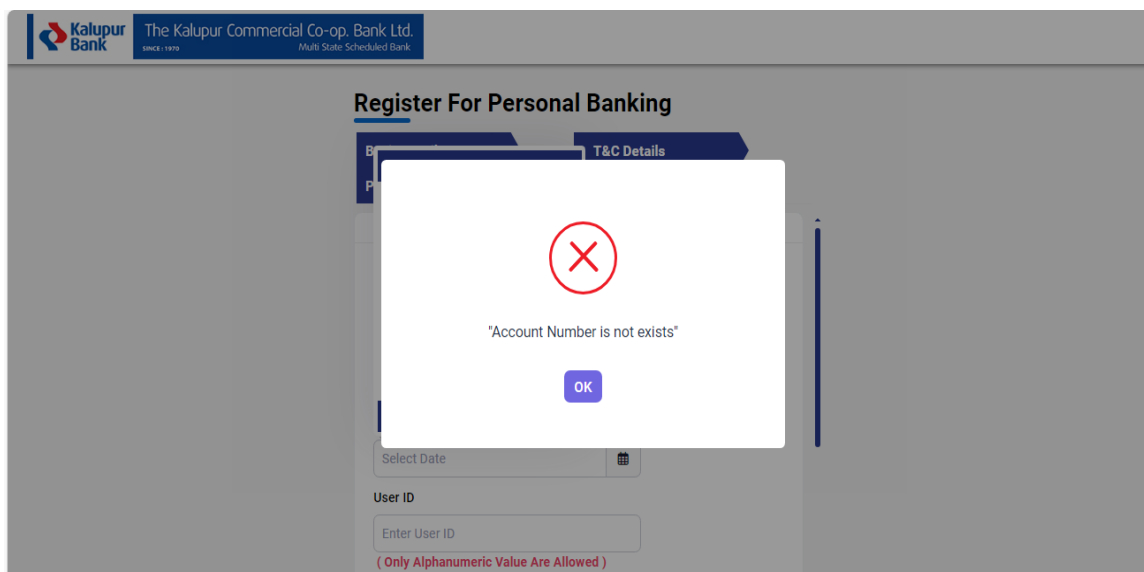 Kalupur
Bank
The Kalupur Commercial Co-op. Bank Ltd.
SINCE : 1970
Multi State Scheduled Bank
Register For Personal Banking
T&C Details
"Account Number is not exists"
OK
Select Date
User ID
Enter User ID
( Only Alphanumeric Value Are Allowed )